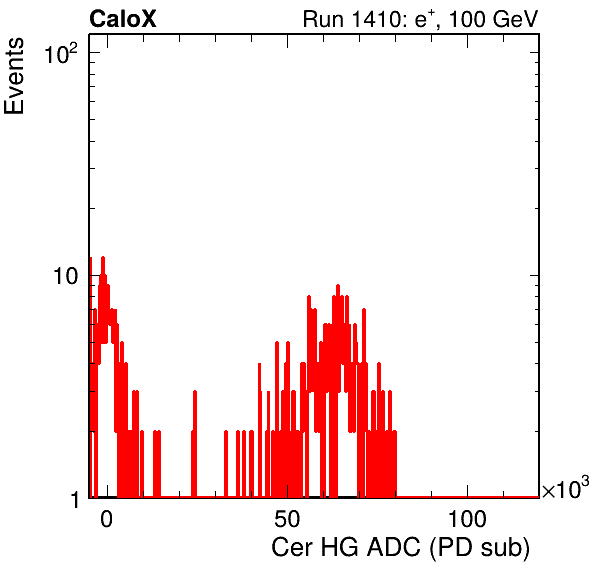 CaloX Run 1410: e⁺, 100 GeV
Events
10²
10
1
0 50 100 ×10³
Cer HG ADC (PD sub)